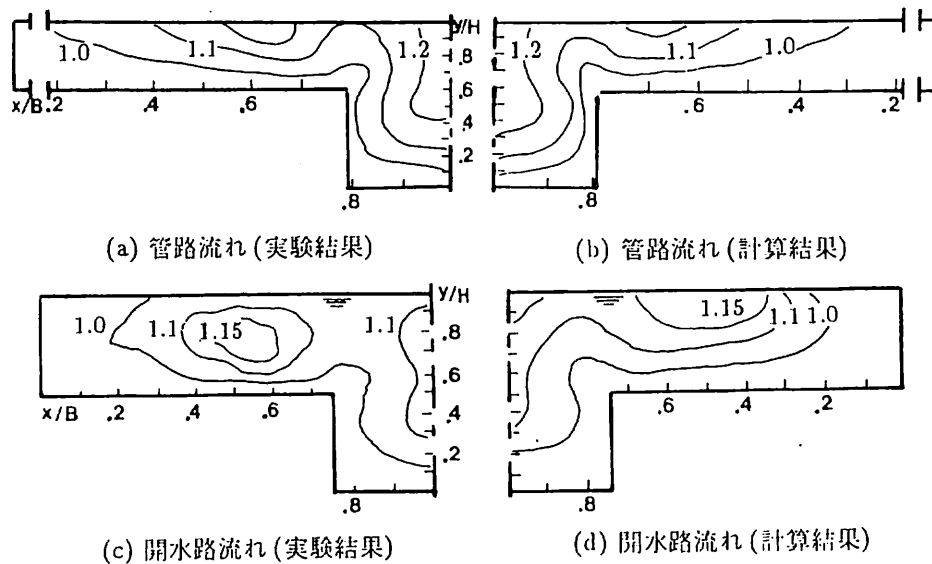 1.0 1.1 1.2 y/H .8 .6 .4 .2
x/B .2 .4 .6 .8
1.2 1.1 1.0 .8 .6 .4 .2
(a) 管路流れ (実験結果)
(b) 管路流れ (計算結果)
1.0 1.1 1.15 1.1 y/H .8 .6 .4 .2
x/B .2 .4 .6 .8
1.15 1.1 1.0 .8 .6 .4 .2
(c) 開水路流れ (実験結果)
(d) 開水路流れ (計算結果)